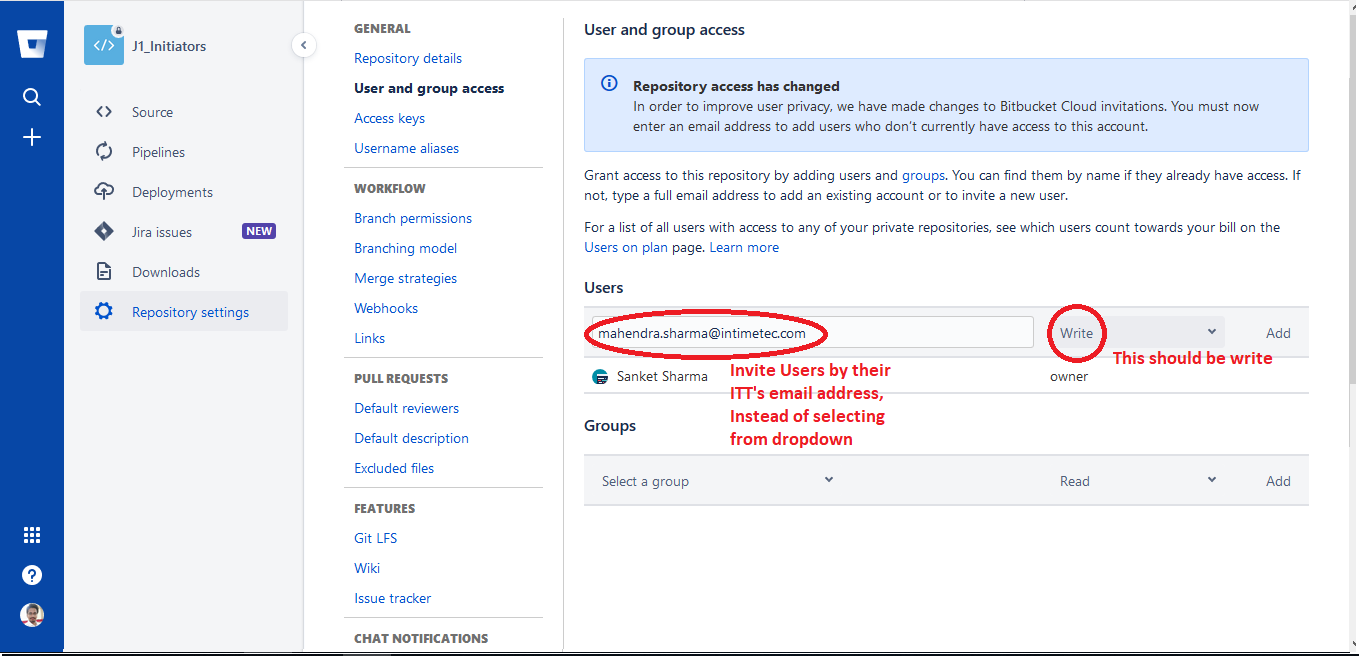 </>
J1_Initiators
Source
Pipelines
Deployments
Jira issues NEW
Downloads
Repository settings
GENERAL
Repository details
User and group access
Access keys
Username aliases
WORKFLOW
Branch permissions
Branching model
Merge strategies
Webhooks
Links
PULL REQUESTS
Default reviewers
Default description
Excluded files
FEATURES
Git LFS
Wiki
Issue tracker
CHAT NOTIFICATIONS
User and group access
Repository access has changed
In order to improve user privacy, we have made changes to Bitbucket Cloud invitations. You must now
enter an email address to add users who don't currently have access to this account.
Grant access to this repository by adding users and groups. You can find them by name if they already have access. If
not, type a full email address to add an existing account or to invite a new user.
For a list of all users with access to any of your private repositories, see which users count towards your bill on the
Users on plan page. Learn more
Users
mahendra.sharma@intimetec.com Write Add
This should be write
Sanket Sharma owner
Invite Users by their
ITT's email address,
Instead of selecting
from dropdown
Groups
Select a group Read Add